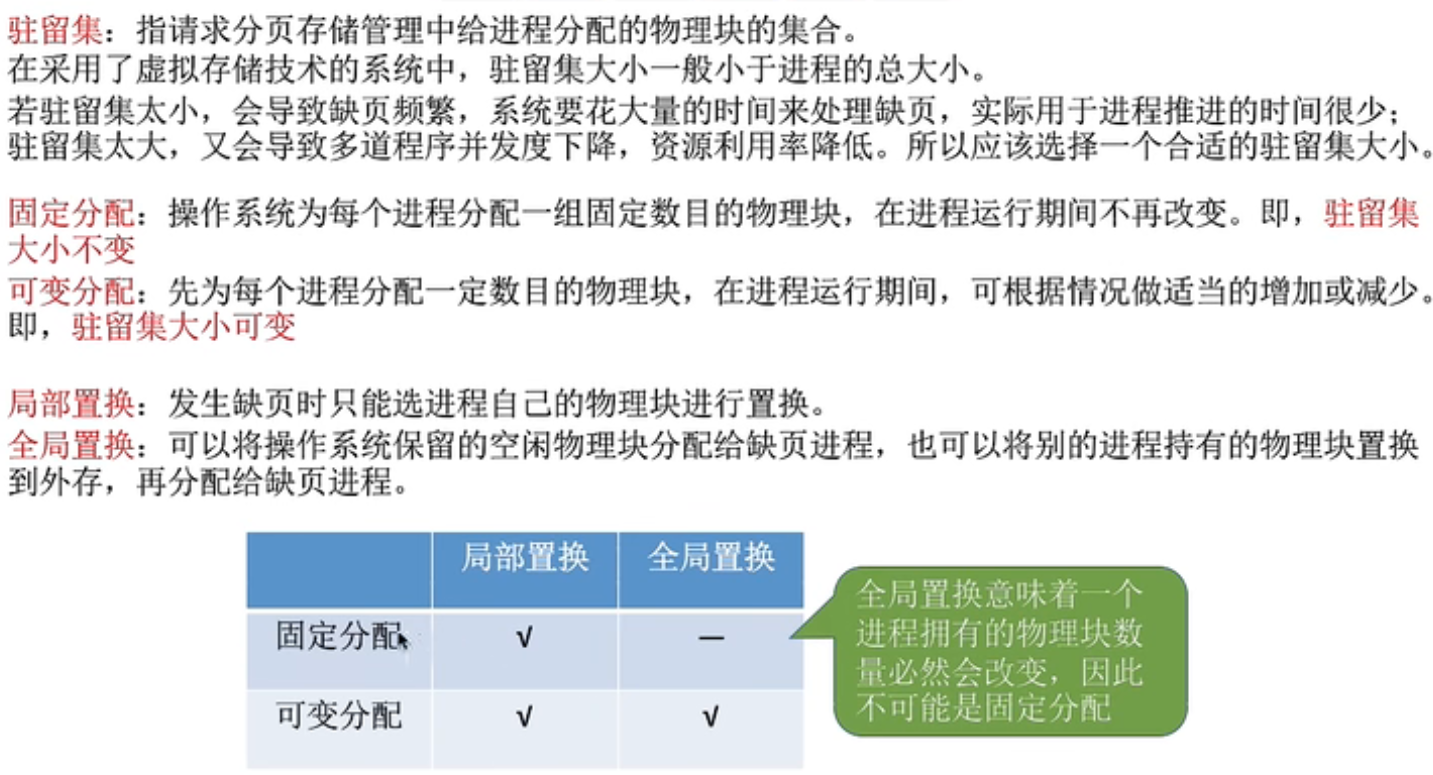 驻留集：指请求分页存储管理中给进程分配的物理块的集合。
在采用了虚拟存储技术的系统中，驻留集大小一般小于进程的总大小。
若驻留集太小，会导致缺页频繁，系统要花大量的时间来处理缺页，实际用于进程推进的时间很少；
驻留集太大，又会导致多道程序并发度下降，资源利用率降低。所以应该选择一个合适的驻留集大小。
固定分配：操作系统为每个进程分配一组固定数目的物理块，在进程运行期间不再改变。即，驻留集
大小不变
可变分配：先为每个进程分配一定数目的物理块，在进程运行期间，可根据情况做适当的增加或减少。
即，驻留集大小可变
局部置换：发生缺页时只能选进程自己的物理块进行置换。
全局置换：可以将操作系统保留的空闲物理块分配给缺页进程，也可以将别的进程持有的物理块置换
到外存，再分配给缺页进程。
局部置换 全局置换
固定分配 √ —
可变分配 √ √
全局置换意味着一个
进程拥有的物理块数
量必然会改变，因此
不可能是固定分配